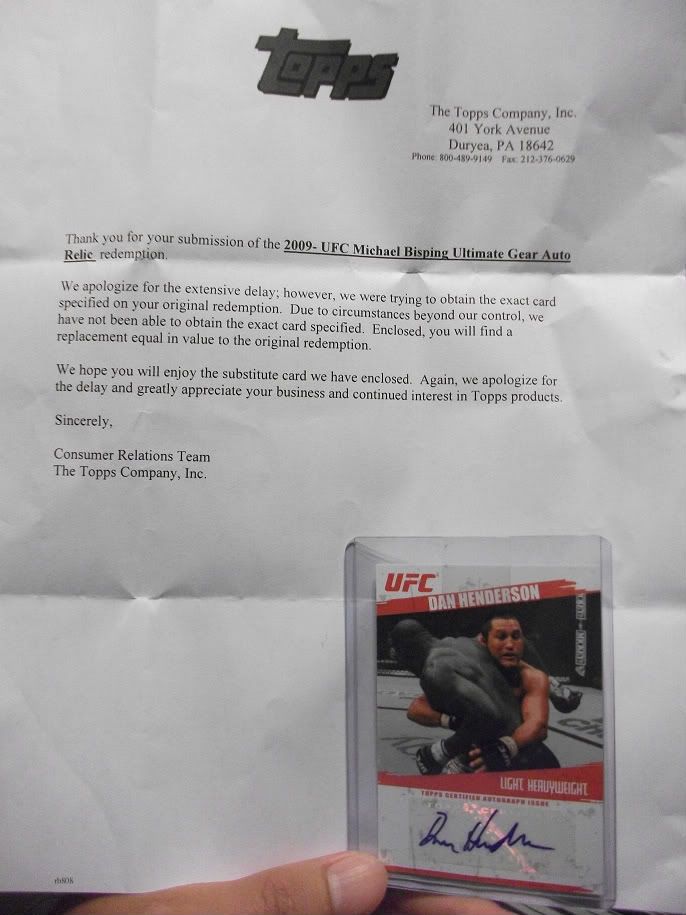 topps
The Topps Company, Inc.
401 York Avenue
Duryea, PA 18642
Phone: 800-489-9149 Fax: 212-376-0629
Thank you for your submission of the 2009- UFC Michael Bisping Ultimate Gear Auto
Relic redemption.
We apologize for the extensive delay; however, we were trying to obtain the exact card
specified on your original redemption. Due to circumstances beyond our control, we
have not been able to obtain the exact card specified. Enclosed, you will find a
replacement equal in value to the original redemption.
We hope you will enjoy the substitute card we have enclosed. Again, we apologize for
the delay and greatly appreciate your business and continued interest in Topps products.
Sincerely,
Consumer Relations Team
The Topps Company, Inc.
UFC
DAN HENDERSON
LIGHT HEAVYWEIGHT
TOPPS CERTIFIED AUTOGRAPH ISSUE
rb808